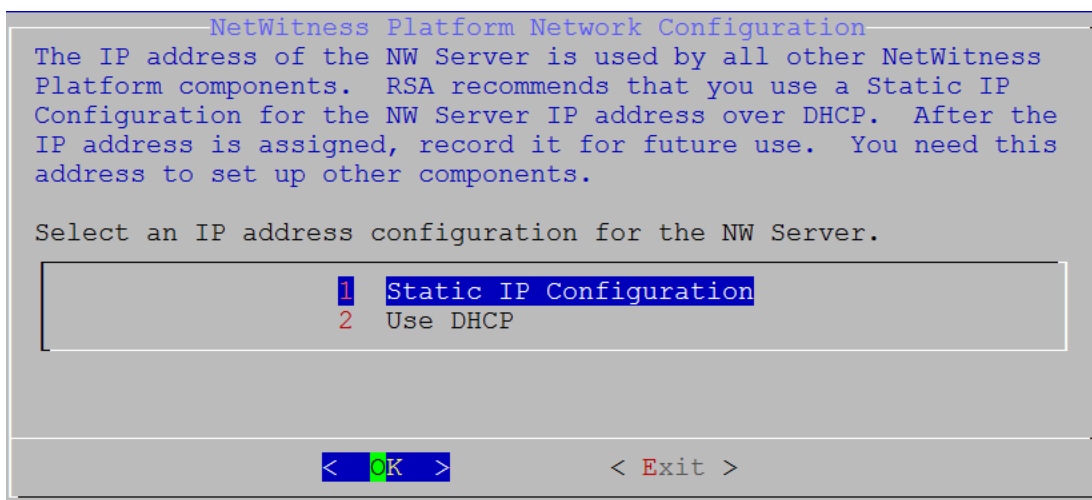 NetWitness Platform Network Configuration
The IP address of the NW Server is used by all other NetWitness
Platform components.  RSA recommends that you use a Static IP
Configuration for the NW Server IP address over DHCP.  After the
IP address is assigned, record it for future use.  You need this
address to set up other components.
Select an IP address configuration for the NW Server.
1  Static IP Configuration
2  Use DHCP
<  OK  >  < Exit >